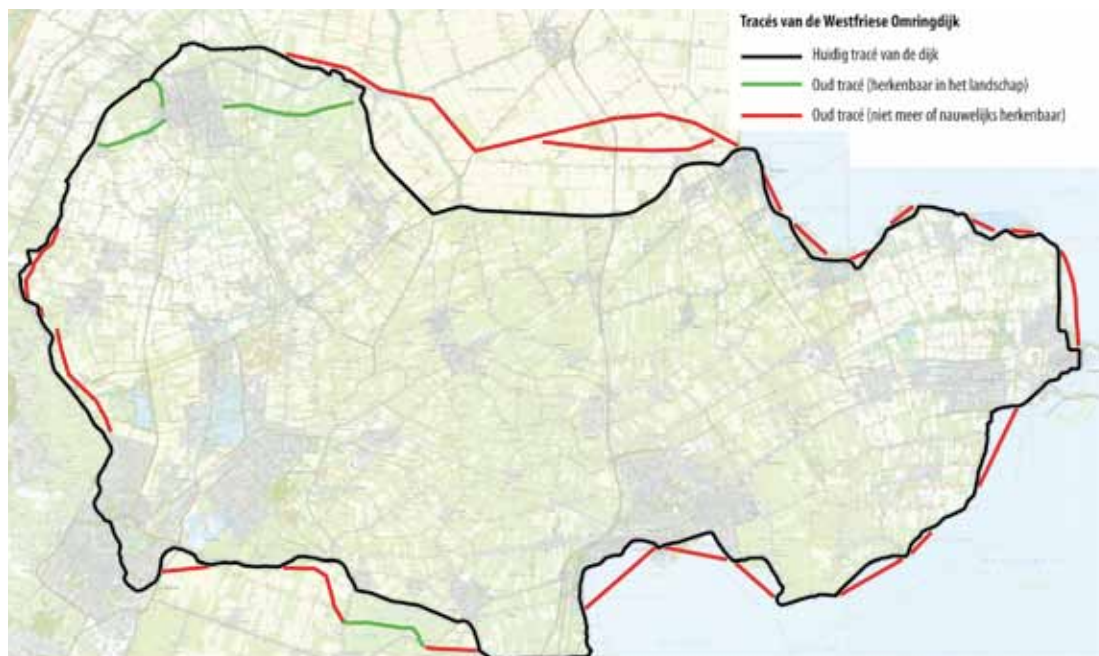 Tracés van de Westfriese Omringdijk
Huidig tracé van de dijk
Oud tracé (herkenbaar in het landschap)
Oud tracé (niet meer of nauwelijks herkenbaar)